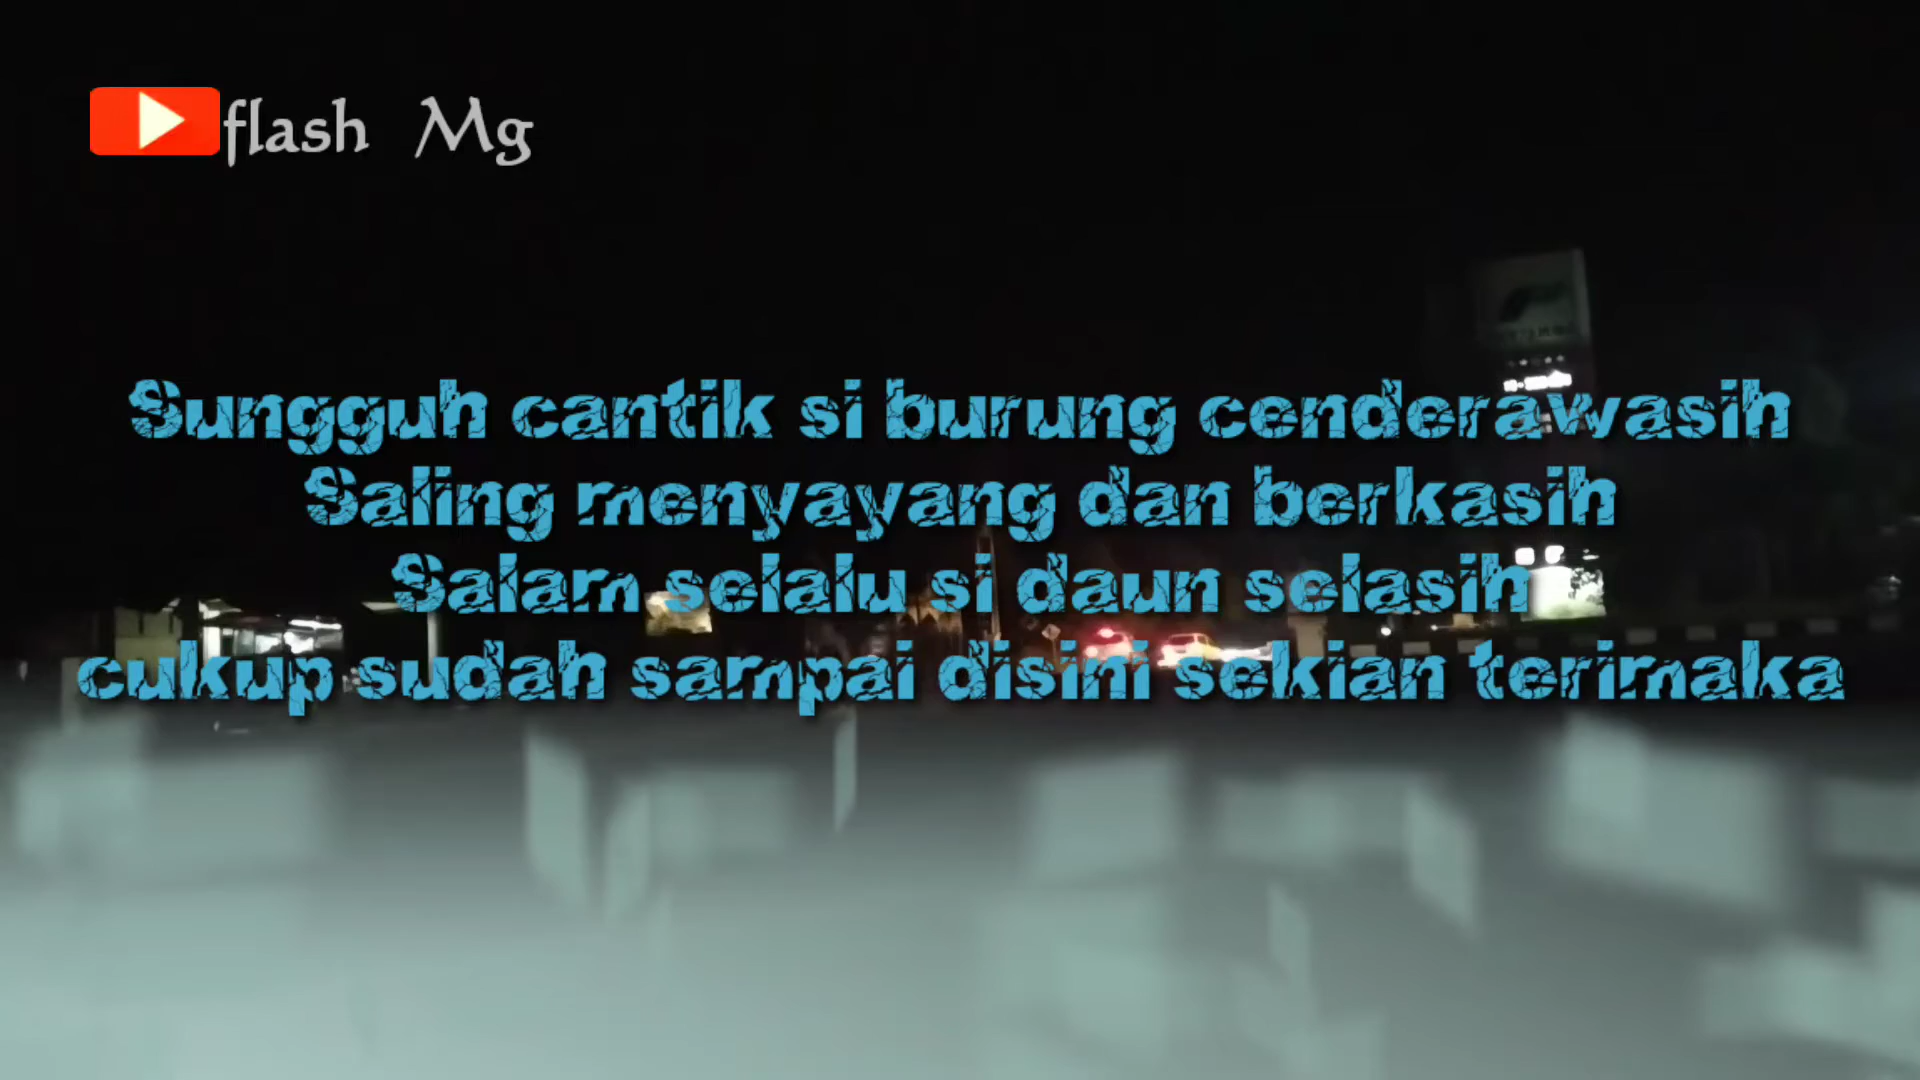 flash Mg
Sungguh cantik si burung cenderawasih
Saling menyayang dan berkasih
Salam selalu si daun selasih
cukup sudah sampai disini sekian terimaka